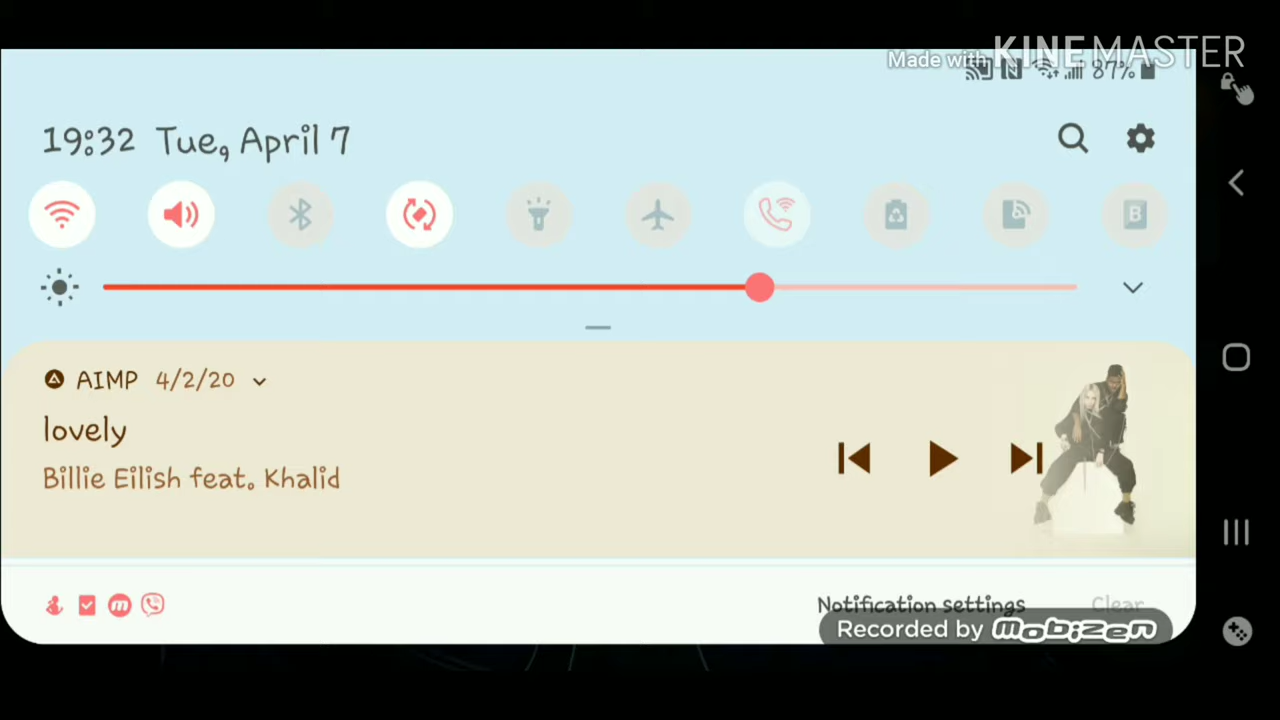 Made with KINEMASTER
87%
19:32 Tue, April 7
B
AIMP 4/2/20
lovely
Billie Eilish feat. Khalid
m
Notification settings Clear
Recorded by mobizen